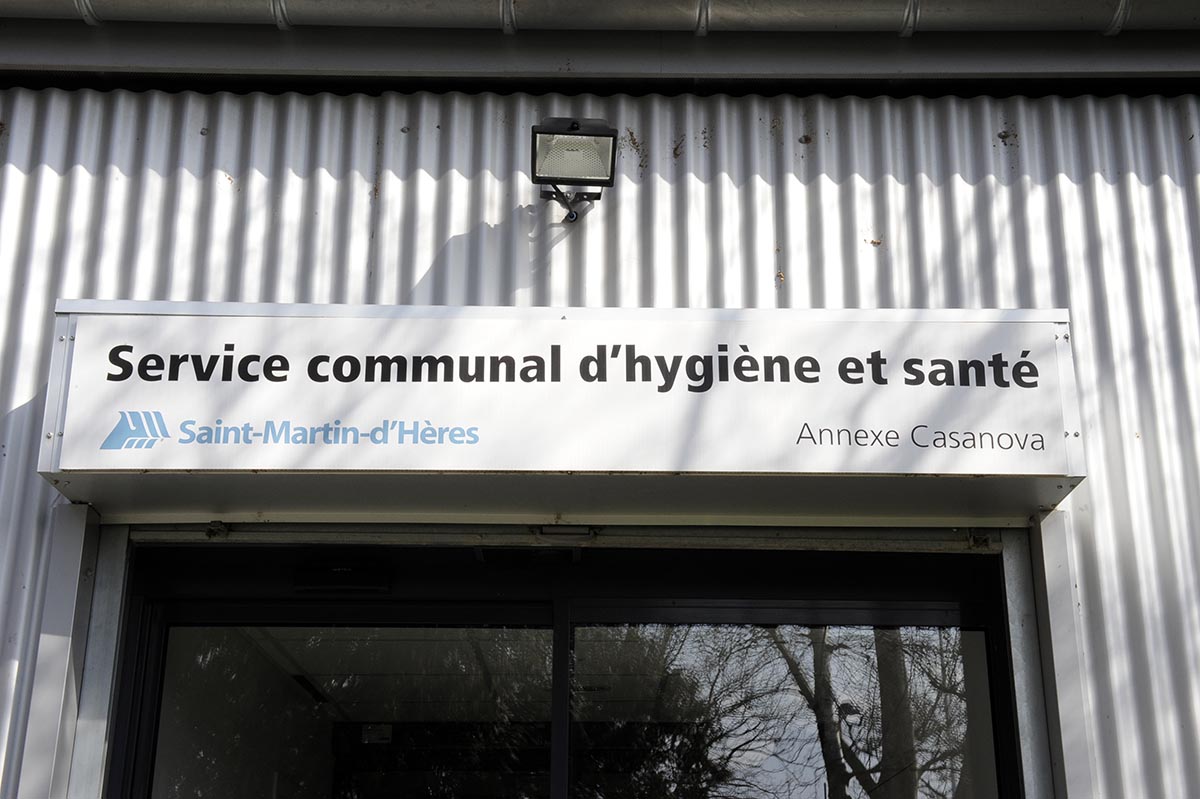 Service communal d’hygiène et santé
Saint-Martin-d’Hères
Annexe Casanova